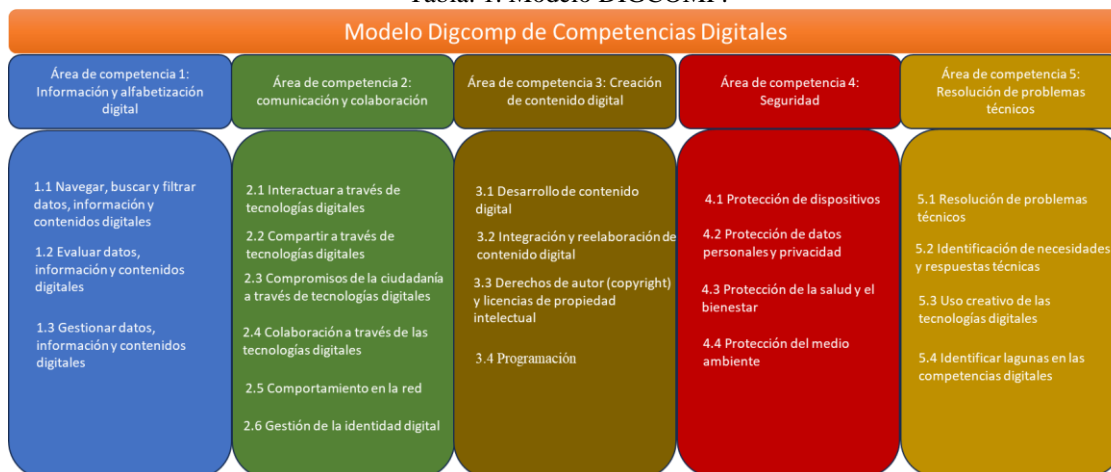 Tabla. 1. Modelo DIGCOMP.
Modelo Digcomp de Competencias Digitales
Área de competencia 1:
Información y alfabetización
digital
Área de competencia 2:
comunicación y colaboración
Área de competencia 3: Creación
de contenido digital
Área de competencia 4:
Seguridad
Área de competencia 5:
Resolución de problemas
técnicos
1.1 Navegar, buscar y filtrar
datos, información y
contenidos digitales
1.2 Evaluar datos,
información y contenidos
digitales
1.3 Gestionar datos,
información y contenidos
digitales
2.1 Interactuar a través de
tecnologías digitales
2.2 Compartir a través de
tecnologías digitales
2.3 Compromisos de la ciudadanía
a través de tecnologías digitales
2.4 Colaboración a través de las
tecnologías digitales
2.5 Comportamiento en la red
2.6 Gestión de la identidad digital
3.1 Desarrollo de contenido
digital
3.2 Integración y reelaboración de
contenido digital
3.3 Derechos de autor (copyright)
y licencias de propiedad
intelectual
3.4 Programación
4.1 Protección de dispositivos
4.2 Protección de datos
personales y privacidad
4.3 Protección de la salud y el
bienestar
4.4 Protección del medio
ambiente
5.1 Resolución de problemas
técnicos
5.2 Identificación de necesidades
y respuestas técnicas
5.3 Uso creativo de las
tecnologías digitales
5.4 Identificar lagunas en las
competencias digitales